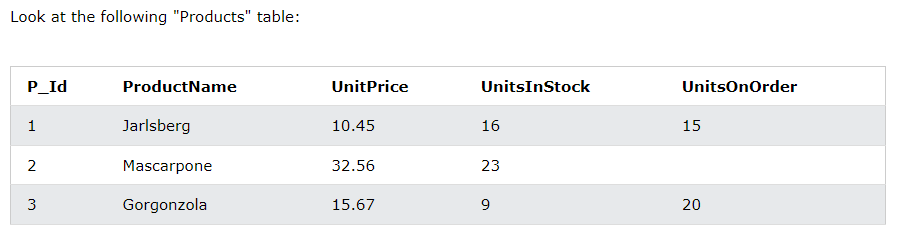 Look at the following "Products" table:
P_Id ProductName UnitPrice UnitsInStock UnitsOnOrder
1 Jarlsberg 10.45 16 15
2 Mascarpone 32.56 23
3 Gorgonzola 15.67 9 20